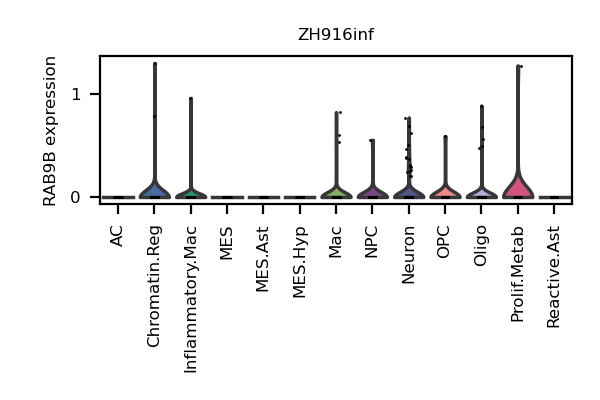 ZH916inf
RAB9B expression
1
0
AC
Chromatin.Reg
Inflammatory.Mac
MES
MES.Ast
MES.Hyp
Mac
NPC
Neuron
OPC
Oligo
Prolif.Metab
Reactive.Ast